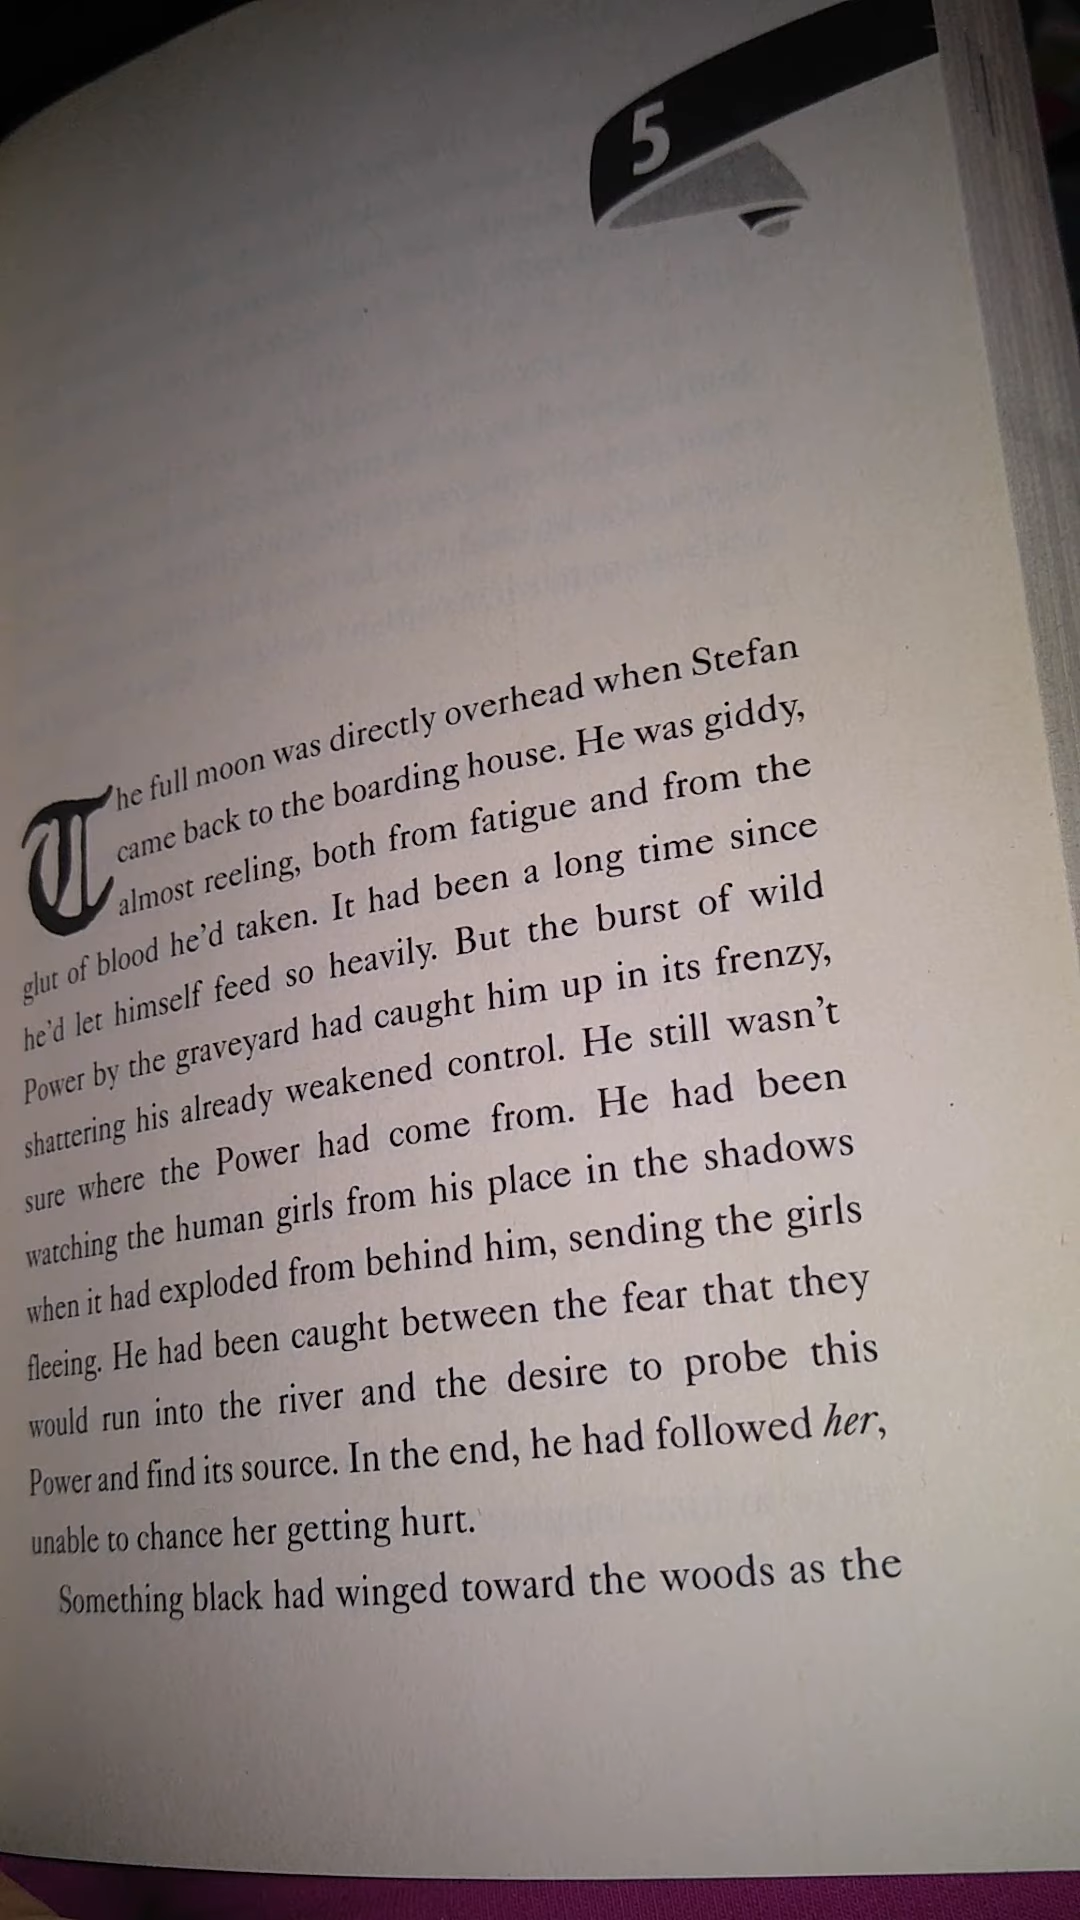 5
The full moon was directly overhead when Stefan
came back to the boarding house. He was giddy,
almost reeling, both from fatigue and from the
glut of blood he'd taken. It had been a long time since
he'd let himself feed so heavily. But the burst of wild
Power by the graveyard had caught him up in its frenzy,
shattering his already weakened control. He still wasn't
sure where the Power had come from. He had been
watching the human girls from his place in the shadows
when it had exploded from behind him, sending the girls
fleeing. He had been caught between the fear that they
would run into the river and the desire to probe this
Power and find its source. In the end, he had followed her,
unable to chance her getting hurt.
Something black had winged toward the woods as the